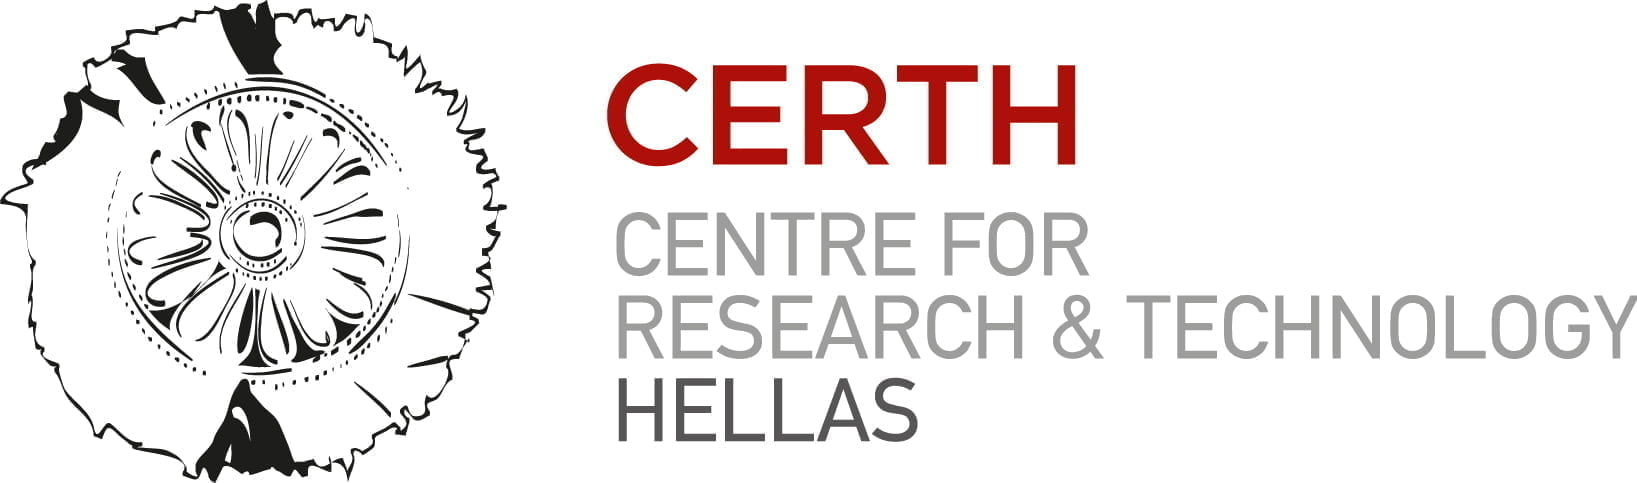 CERTH
CENTRE FOR
RESEARCH & TECHNOLOGY
HELLAS